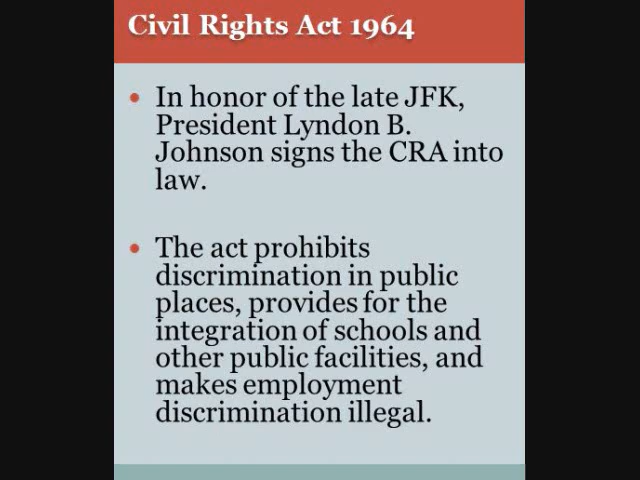 Civil Rights Act 1964
• In honor of the late JFK,
President Lyndon B.
Johnson signs the CRA into
law.
• The act prohibits
discrimination in public
places, provides for the
integration of schools and
other public facilities, and
makes employment
discrimination illegal.